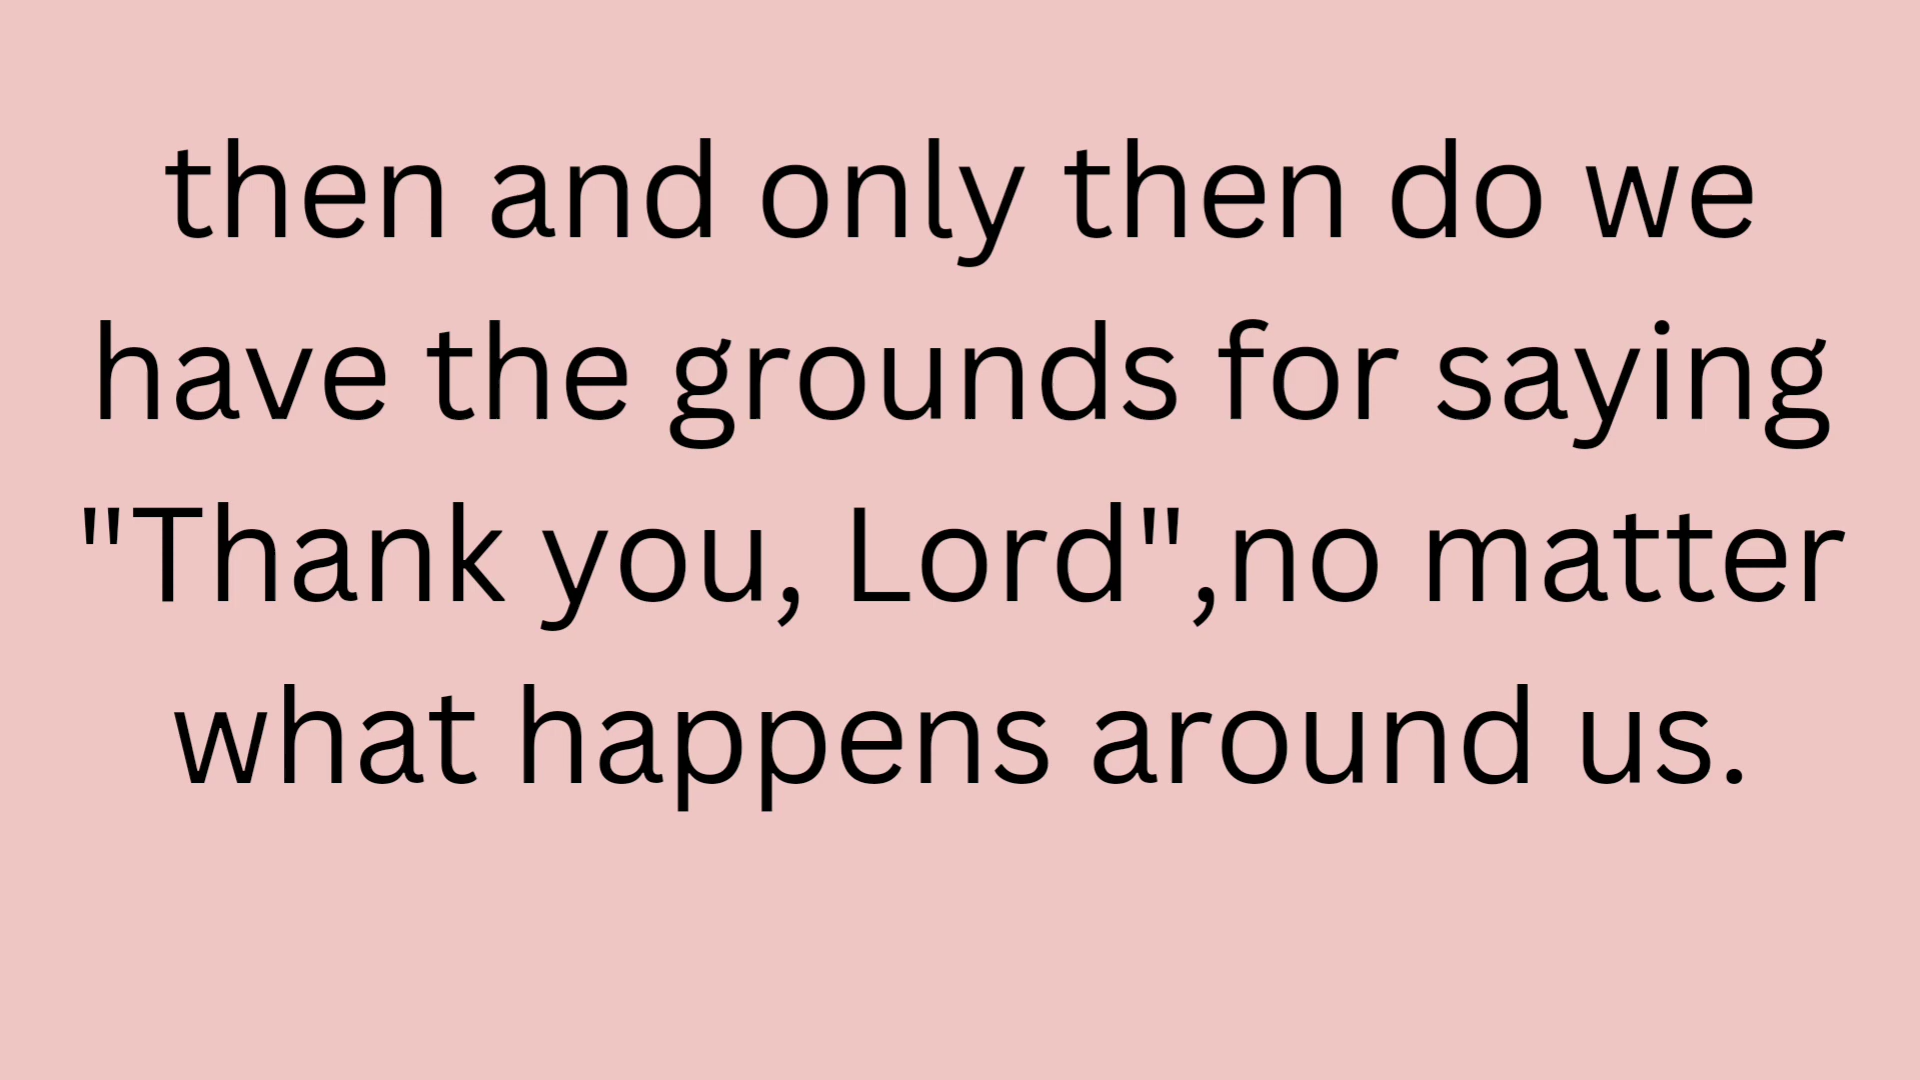 then and only then do we
have the grounds for saying
"Thank you, Lord",no matter
what happens around us.